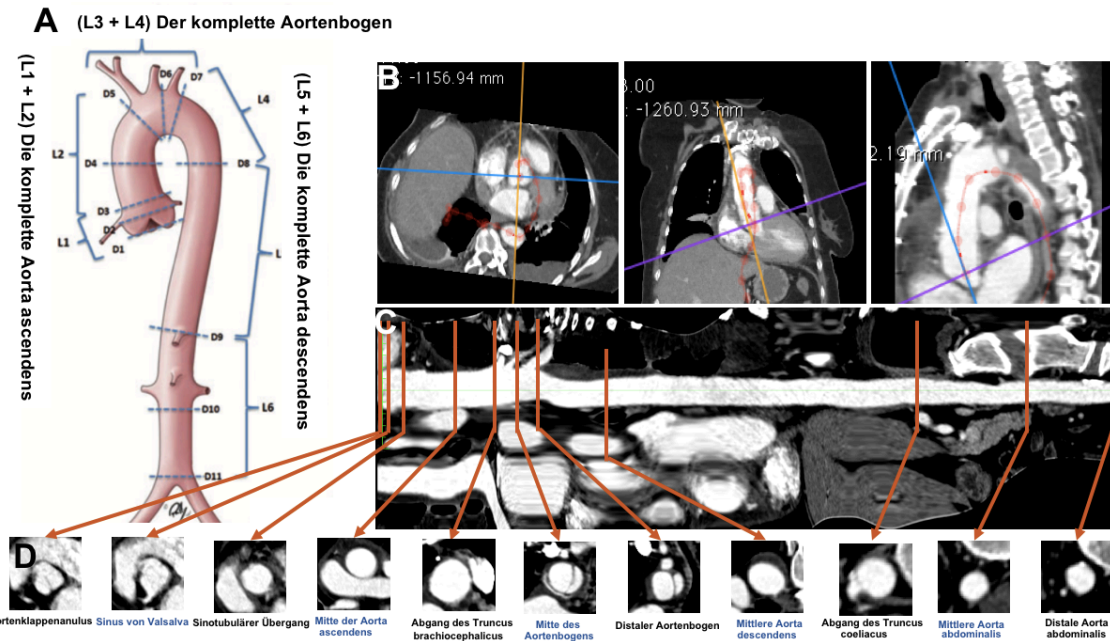 A
(L3 + L4) Der komplette Aortenbogen
(L1 + L2) Die komplette Aorta ascendens
(L5 + L6) Die komplette Aorta descendens
D6
D7
D5
L4
L2
D4
D8
D3
D2
L1
D1
L
D9
L6
D10
D11
B
-1156.94 mm
3.00
: -1260.93 mm
2.19 mm
C
D
ortenklappenanulus
Sinus von Valsalva
Sinotubulärer Übergang
Mitte der Aorta
ascendens
Abgang des Truncus
brachiocephalicus
Mitte des
Aortenbogens
Distaler Aortenbogen
Mittlere Aorta
descendens
Abgang des Truncus
coeliacus
Mittlere Aorta
abdominalis
Distale Aorta
abdominalis